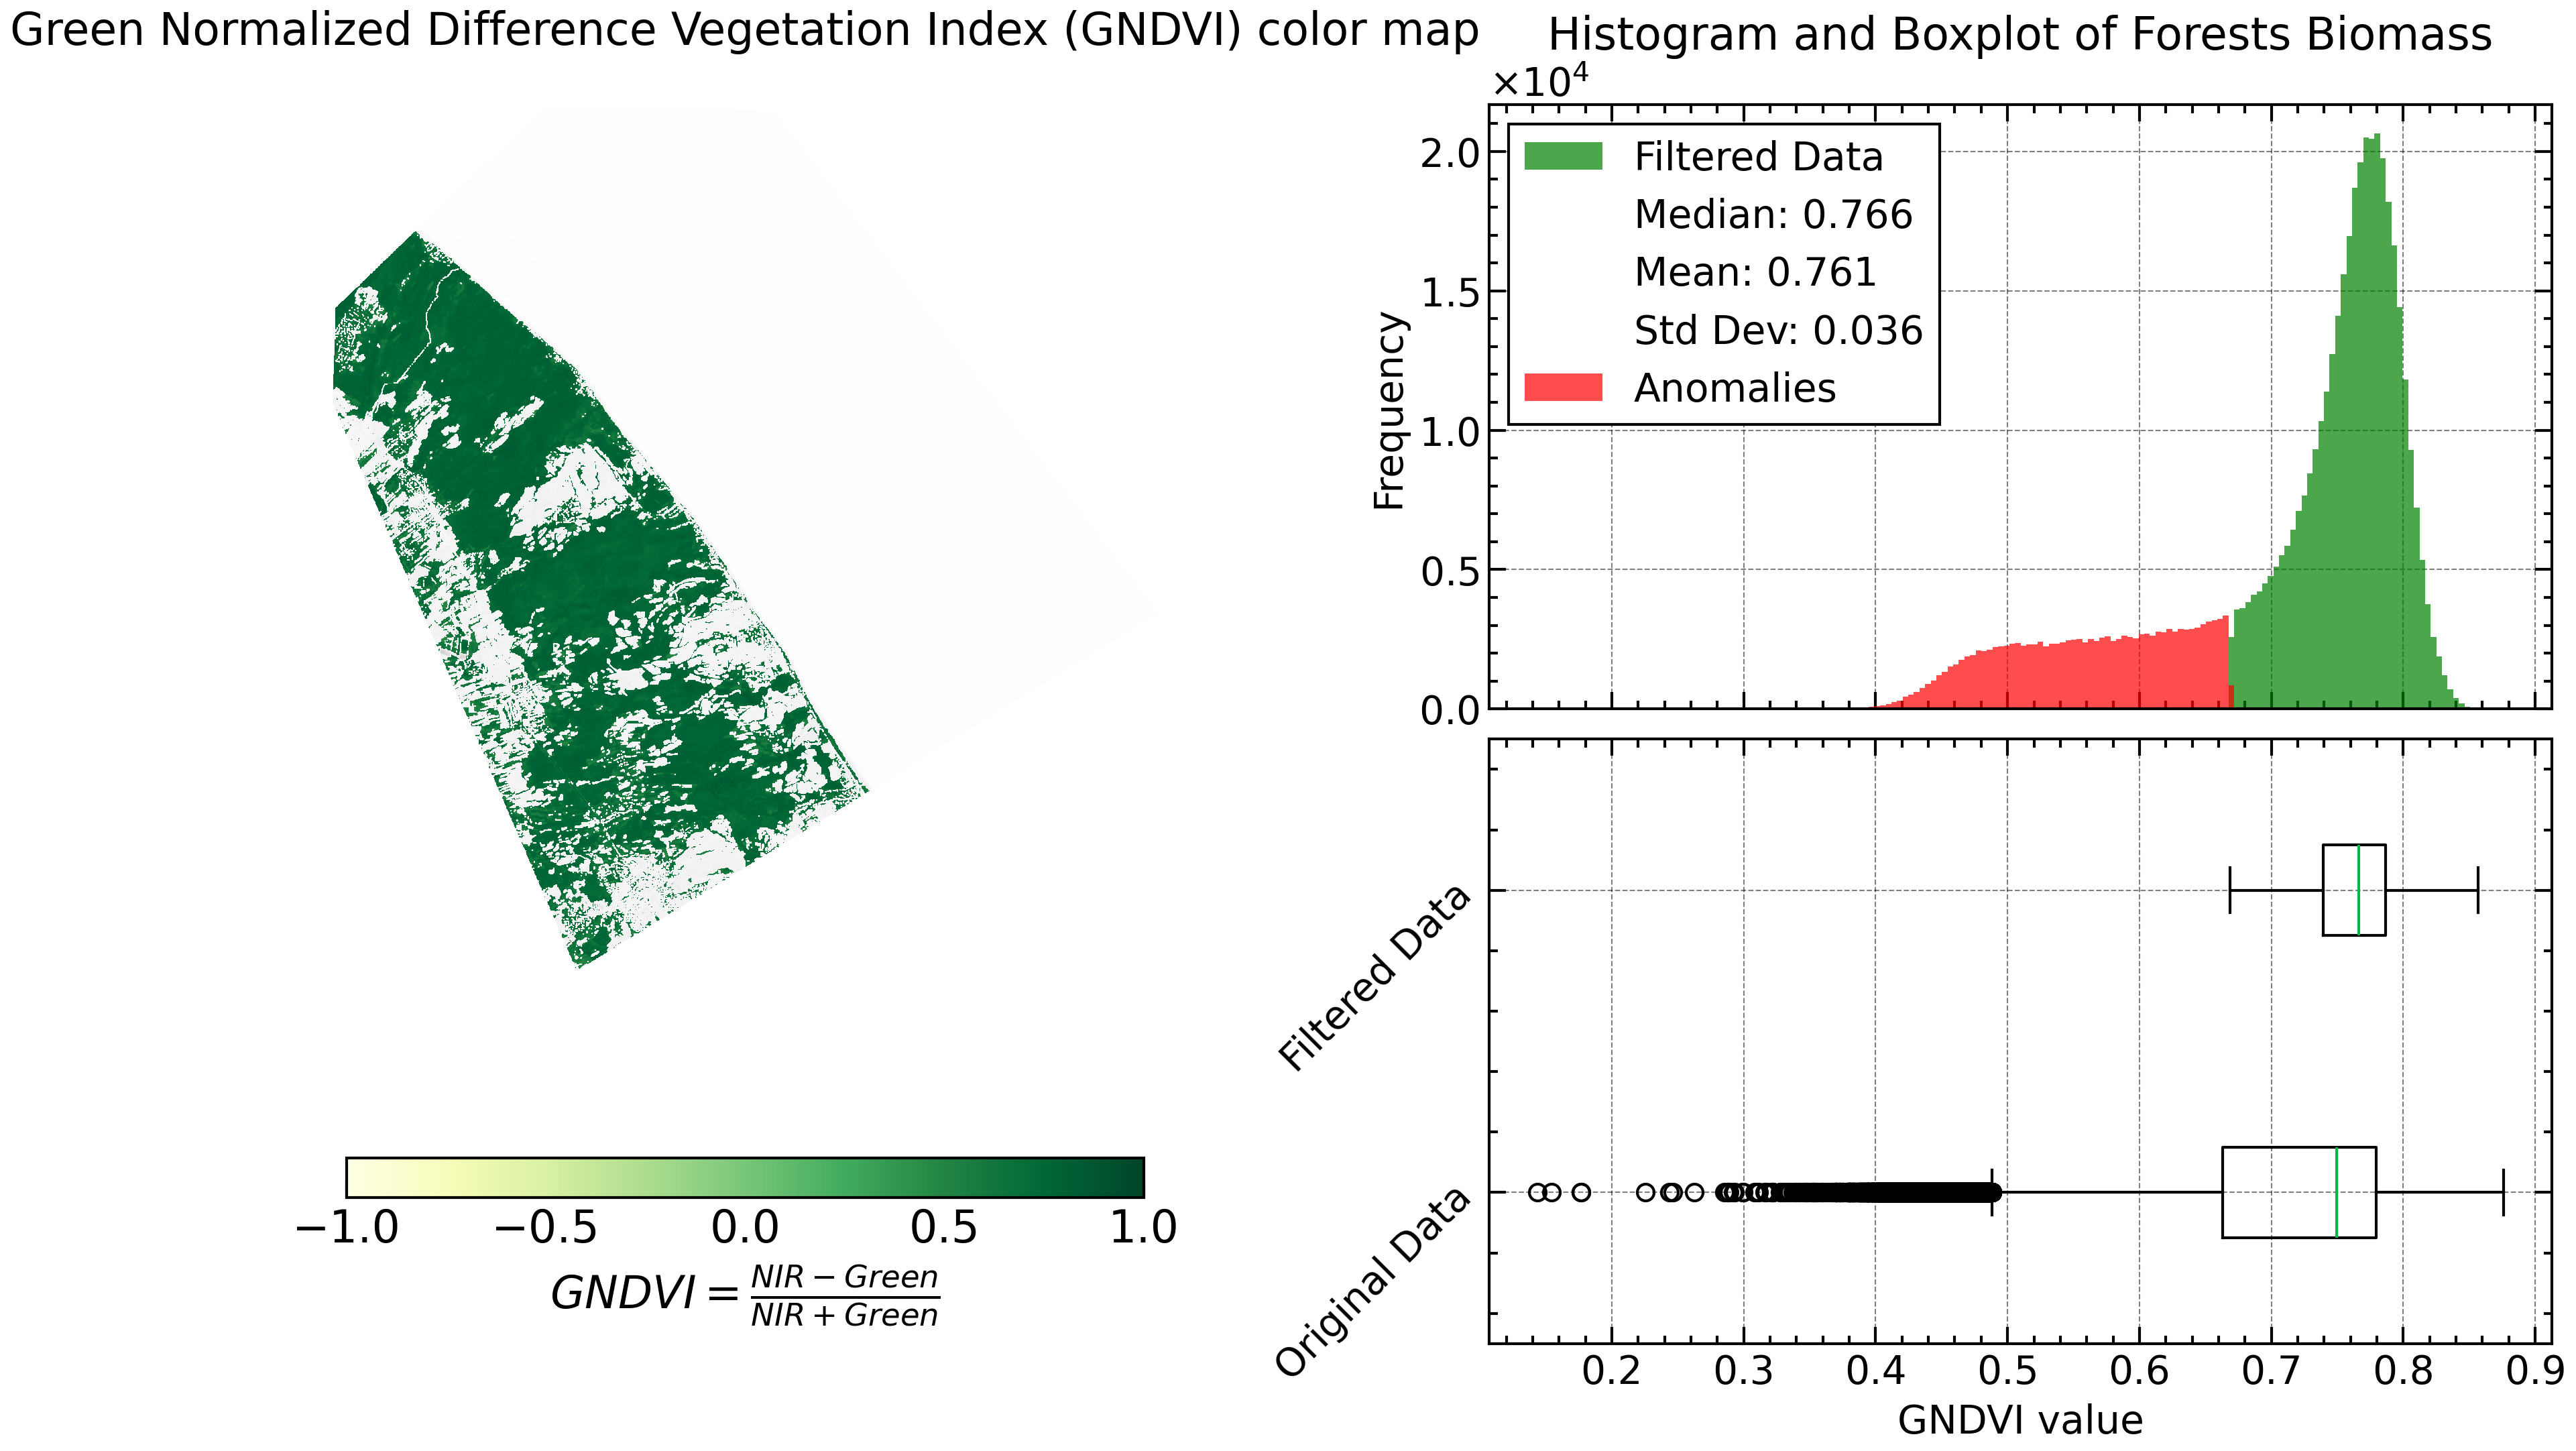 Green Normalized Difference Vegetation Index (GNDVI) color map
−1.0 −0.5 0.0 0.5 1.0
GNDVI = NIR − Green / NIR + Green
Histogram and Boxplot of Forests Biomass
×10⁴
Filtered Data
Median: 0.766
Mean: 0.761
Std Dev: 0.036
Anomalies
Frequency
2.0
1.5
1.0
0.5
0.0
Filtered Data
Original Data
0.2 0.3 0.4 0.5 0.6 0.7 0.8 0.9
GNDVI value